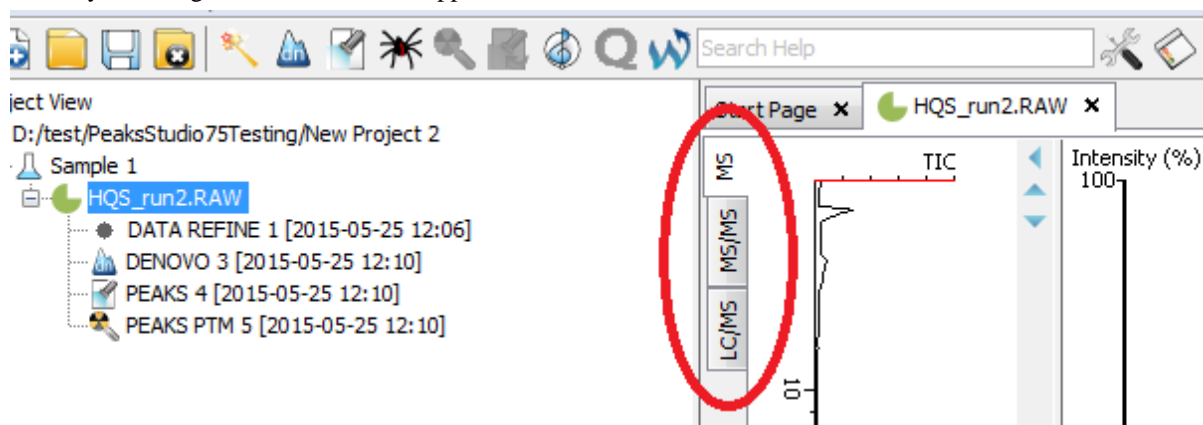 Search Help
ject View
D:/test/PeaksStudio75Testing/New Project 2
Sample 1
HQS_run2.RAW
DATA REFINE 1 [2015-05-25 12:06]
DENOVO 3 [2015-05-25 12:10]
PEAKS 4 [2015-05-25 12:10]
PEAKS PTM 5 [2015-05-25 12:10]
Start Page
HQS_run2.RAW
MS
MS/MS
LC/MS
TIC
10
Intensity (%)
100